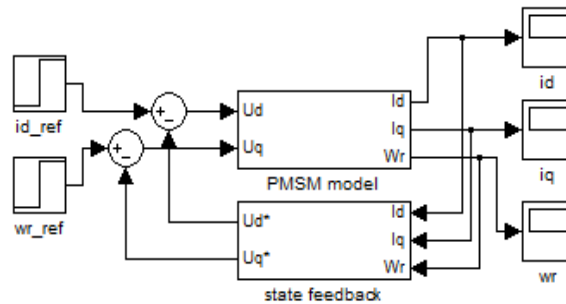 id_ref
wr_ref
Ud
Uq
Id
Iq
Wr
PMSM model
Ud*
Uq*
Id
Iq
Wr
state feedback
id
iq
wr